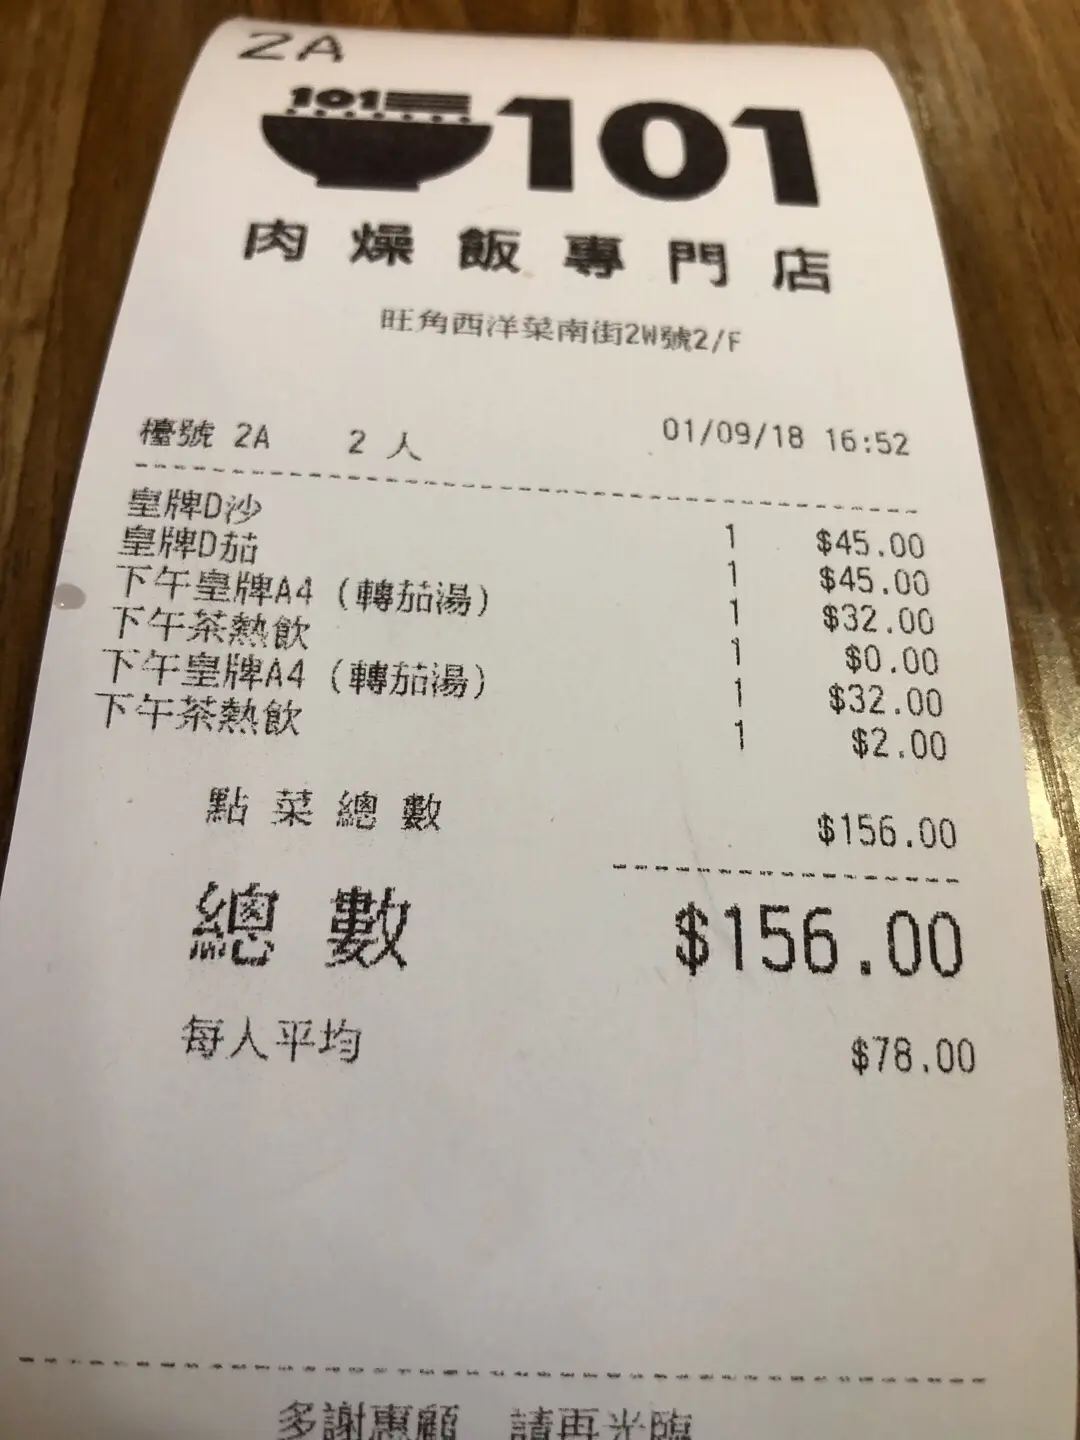 2A
101 101
肉燥飯專門店
旺角西洋菜南街2W號2/F
檯號 2A 2 人 01/09/18 16:52
皇牌D沙 1 $45.00
皇牌D茄 1 $45.00
下午皇牌A4 (轉茄湯) 1 $32.00
下午茶熱飲 1 $0.00
下午皇牌A4 (轉茄湯) 1 $32.00
下午茶熱飲 1 $2.00
點菜總數 $156.00
總數 $156.00
每人平均 $78.00
多謝惠顧 請再光臨